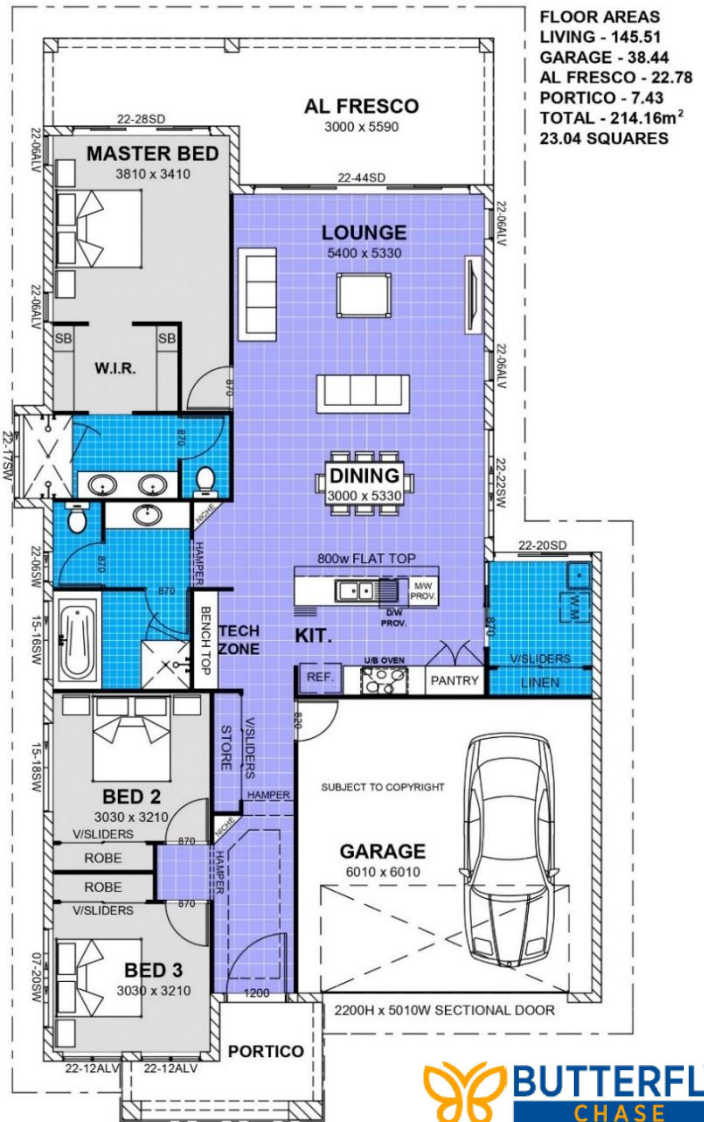 FLOOR AREAS
LIVING - 145.51
GARAGE - 38.44
AL FRESCO - 22.78
PORTICO - 7.43
TOTAL - 214.16m²
23.04 SQUARES
AL FRESCO
3000 x 5590
22-28SD
22-06ALV
MASTER BED
3810 x 3410
22-44SD
22-06ALV
LOUNGE
5400 x 5330
22-06ALV
SB
SB
W.I.R.
870
22-06ALV
22-17SW
870
DINING
3000 x 5330
22-22SW
NICHE
22-06SW
870
870
HAMPER
800w FLAT TOP
22-20SD
M/W
PROV.
D/W
PROV.
W.M
870
15-16SW
BENCH TOP
TECH
ZONE
KIT.
U/B OVEN
REF.
PANTRY
V/SLIDERS
LINEN
STORE
V/SLIDERS
820
15-18SW
BED 2
3030 x 3210
V/SLIDERS
870
ROBE
HAMPER
NICHE
HAMPER
SUBJECT TO COPYRIGHT
GARAGE
6010 x 6010
ROBE
V/SLIDERS
870
07-20SW
BED 3
3030 x 3210
1200
2200H x 5010W SECTIONAL DOOR
22-12ALV
22-12ALV
PORTICO
BUTTERFLY
CHASE